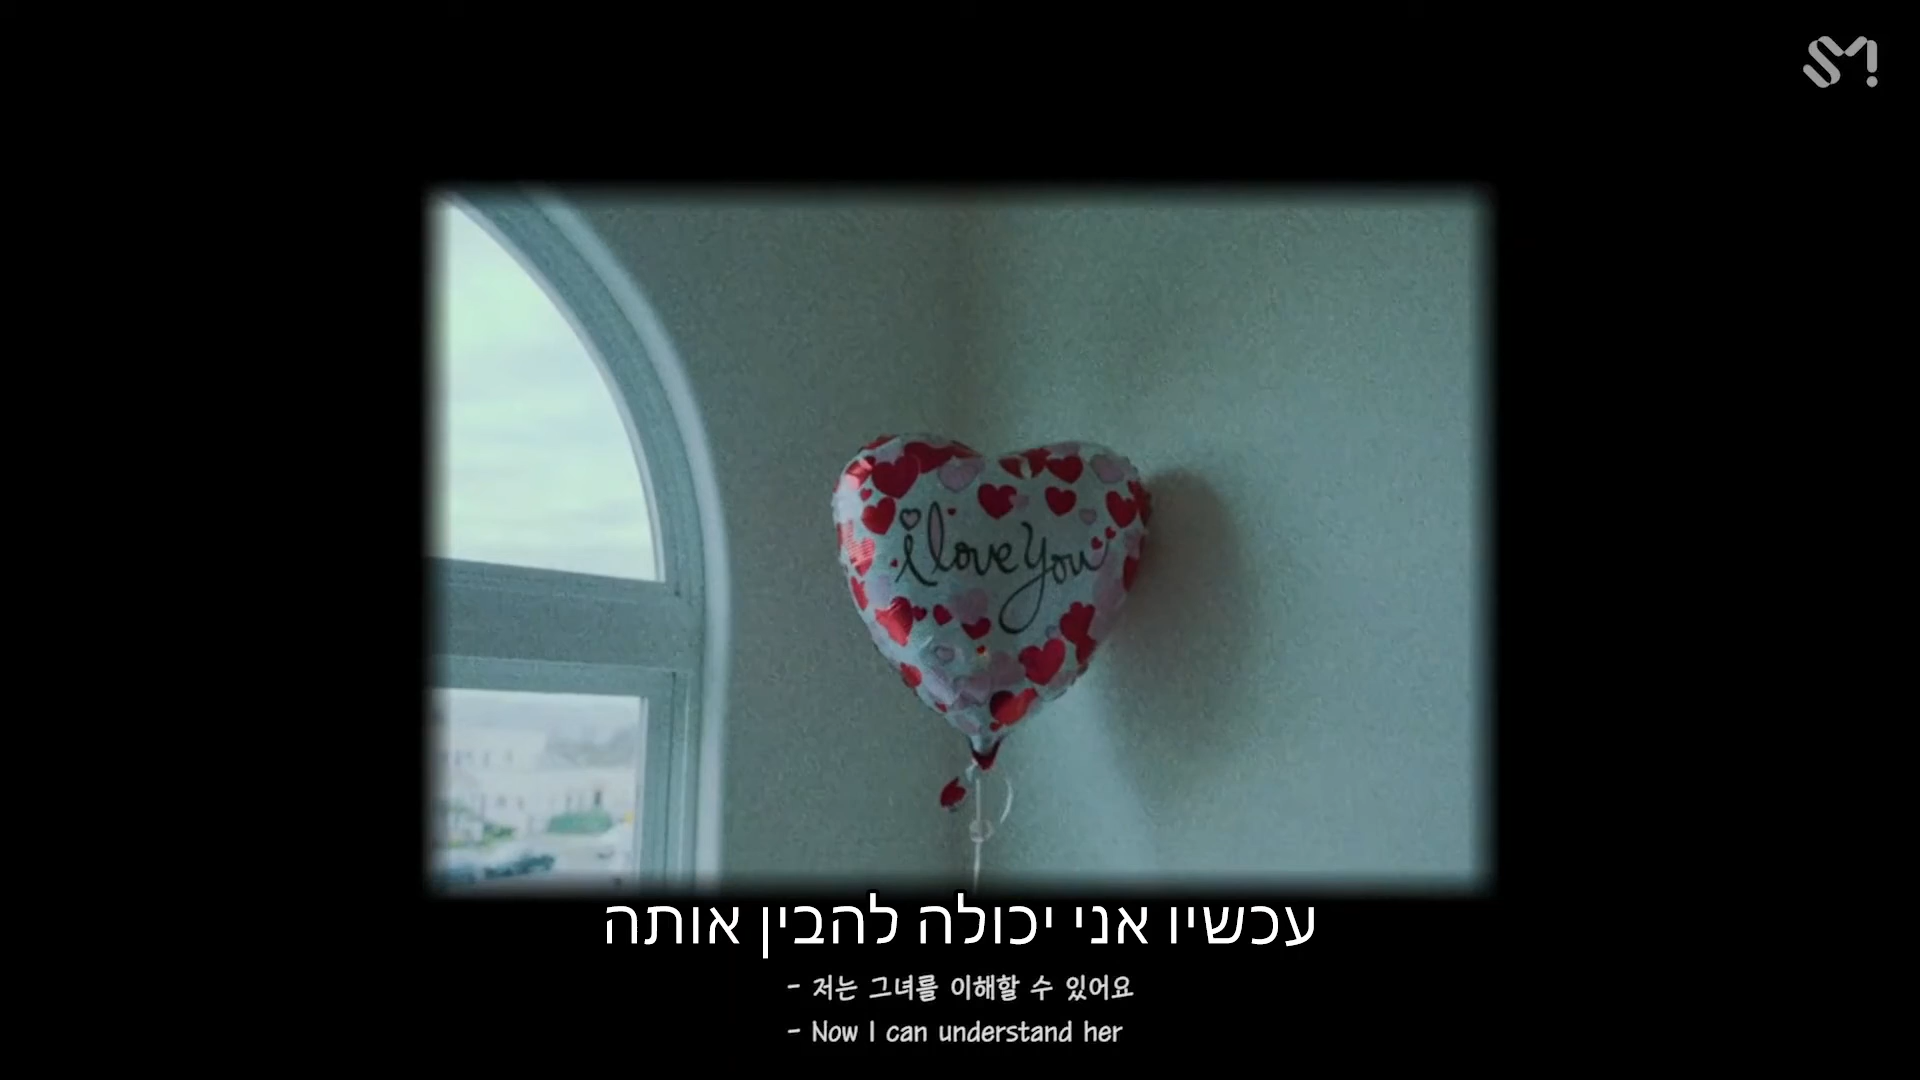 SM!
i love you
עכשיו אני יכולה להבין אותה
- 저는 그녀를 이해할 수 있어요
- Now I can understand her